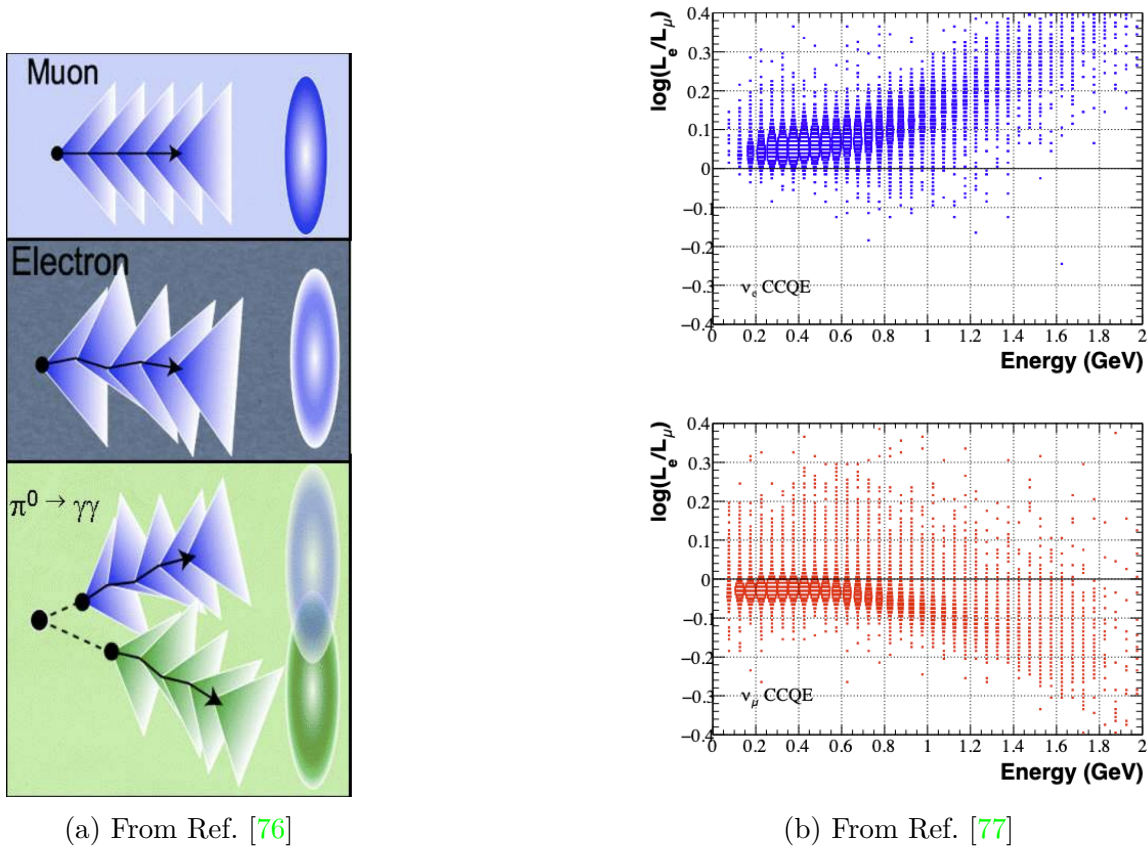 Muon
Electron
π⁰ → γγ
(a) From Ref. [76]
log(L_e/L_μ)
0.4
0.3
0.2
0.1
0
−0.1
−0.2
−0.3
−0.4
ν_e CCQE
0 0.2 0.4 0.6 0.8 1 1.2 1.4 1.6 1.8 2
Energy (GeV)
log(L_e/L_μ)
0.4
0.3
0.2
0.1
0
−0.1
−0.2
−0.3
−0.4
ν_μ CCQE
0 0.2 0.4 0.6 0.8 1 1.2 1.4 1.6 1.8 2
Energy (GeV)
(b) From Ref. [77]